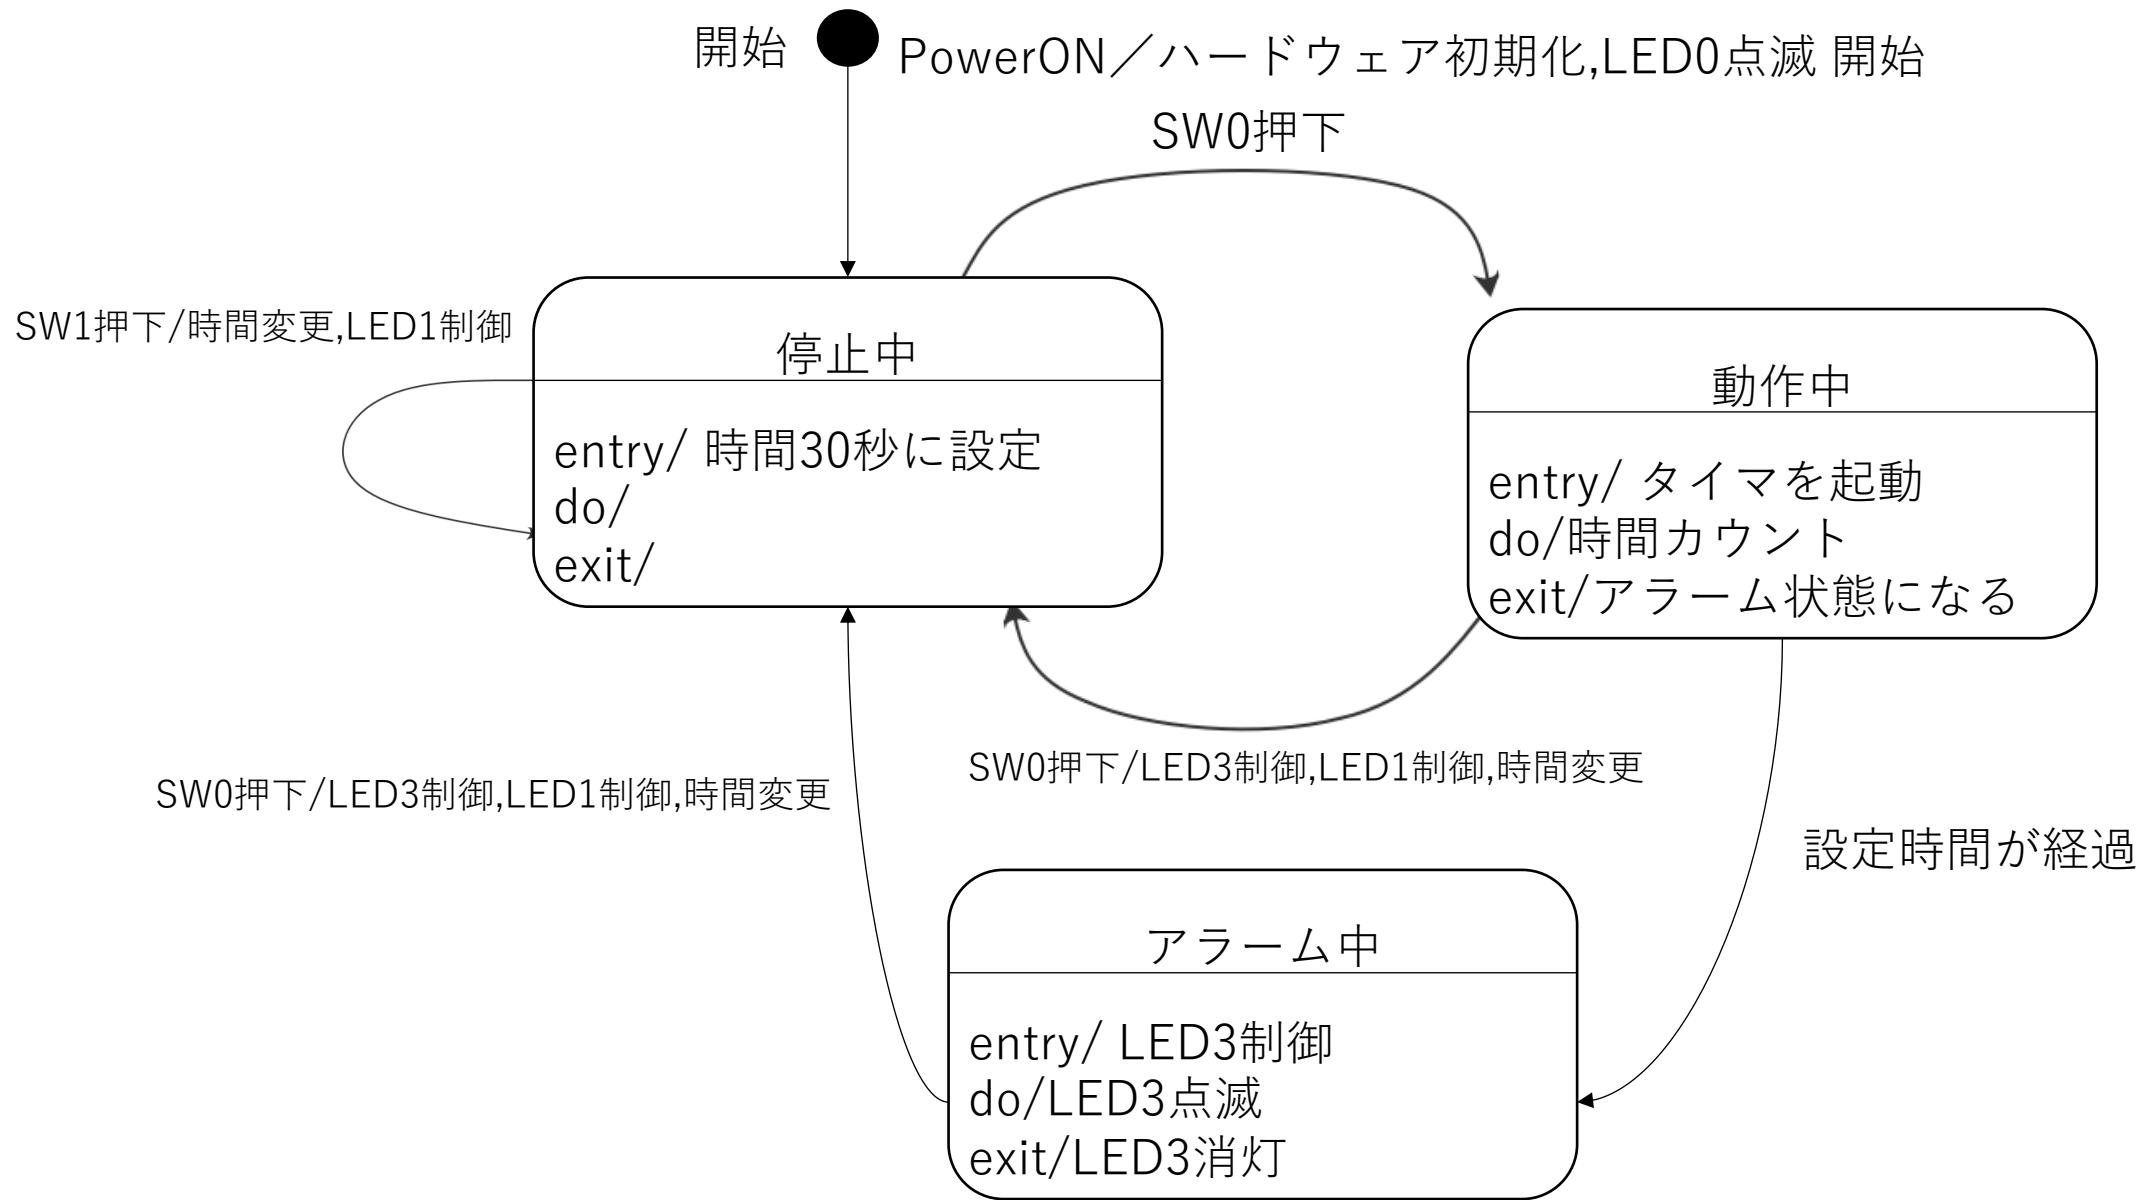 開始
PowerON／ハードウェア初期化,LED0点滅 開始
SW0押下
SW1押下/時間変更,LED1制御
停止中
entry/ 時間30秒に設定
do/
exit/
動作中
entry/ タイマを起動
do/時間カウント
exit/アラーム状態になる
SW0押下/LED3制御,LED1制御,時間変更
SW0押下/LED3制御,LED1制御,時間変更
設定時間が経過
アラーム中
entry/ LED3制御
do/LED3点滅
exit/LED3消灯